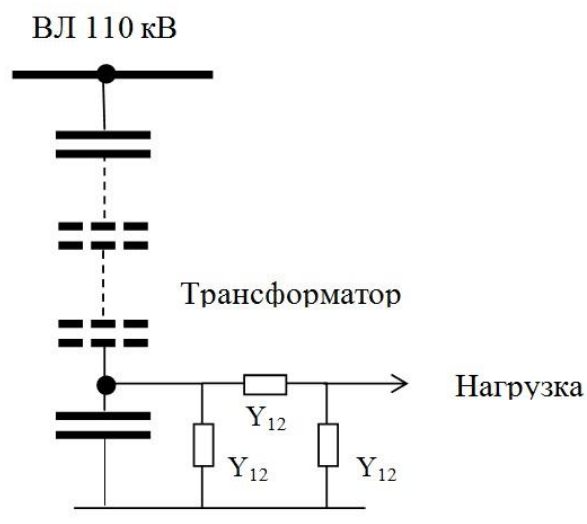 ВЛ 110 кВ
Трансформатор
Нагрузка
Y₁₂
Y₁₂
Y₁₂